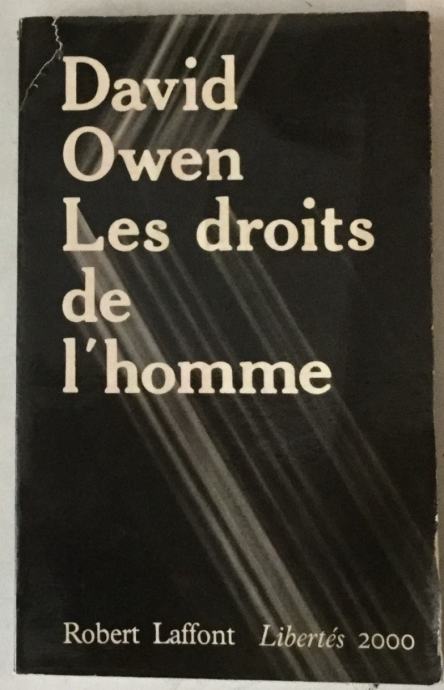 David
Owen
Les droits
de
l'homme
Robert Laffont Libertés 2000